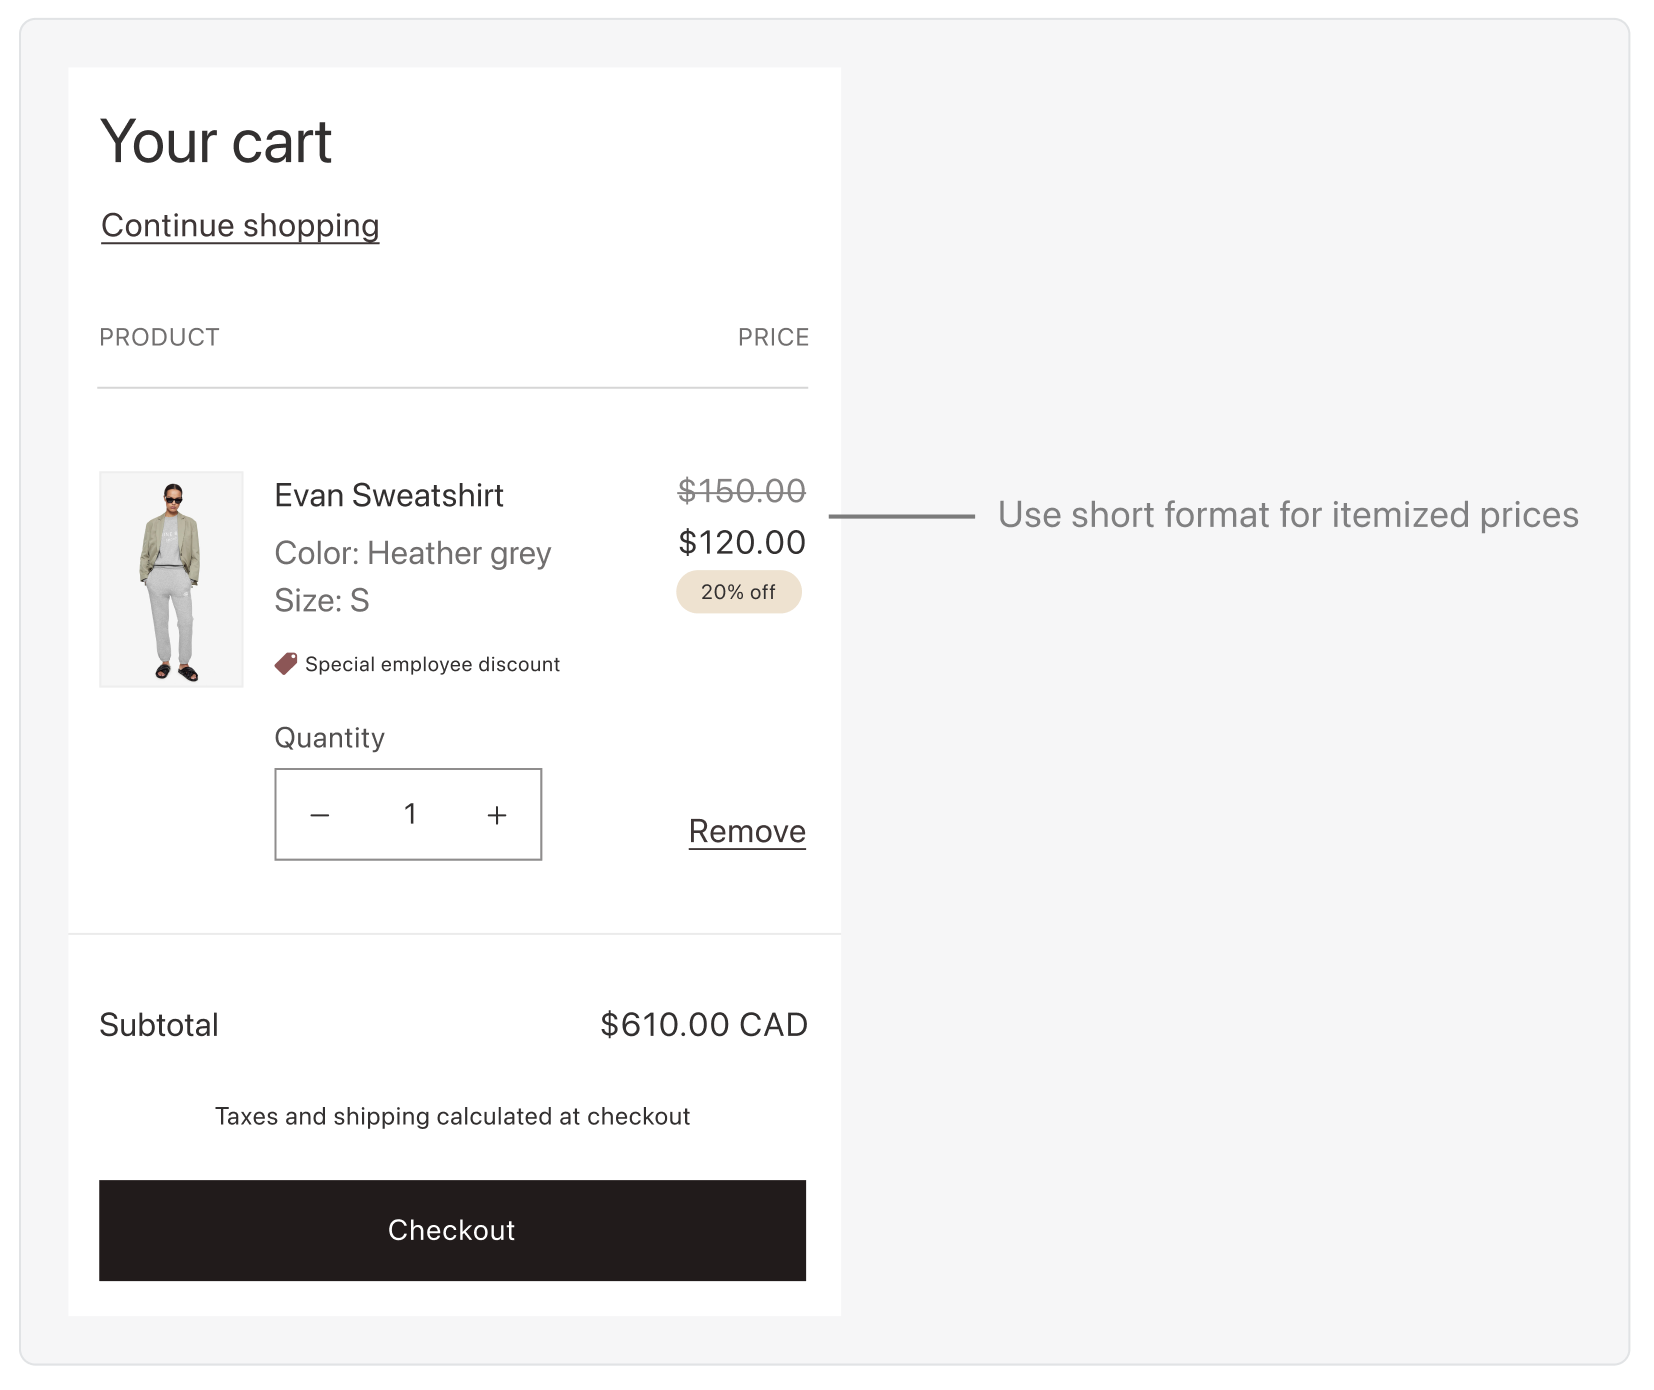 Your cart
Continue shopping
PRODUCT PRICE
Evan Sweatshirt
$150.00
$120.00
20% off
Use short format for itemized prices
Color: Heather grey
Size: S
Special employee discount
Quantity
− 1 +
Remove
Subtotal $610.00 CAD
Taxes and shipping calculated at checkout
Checkout